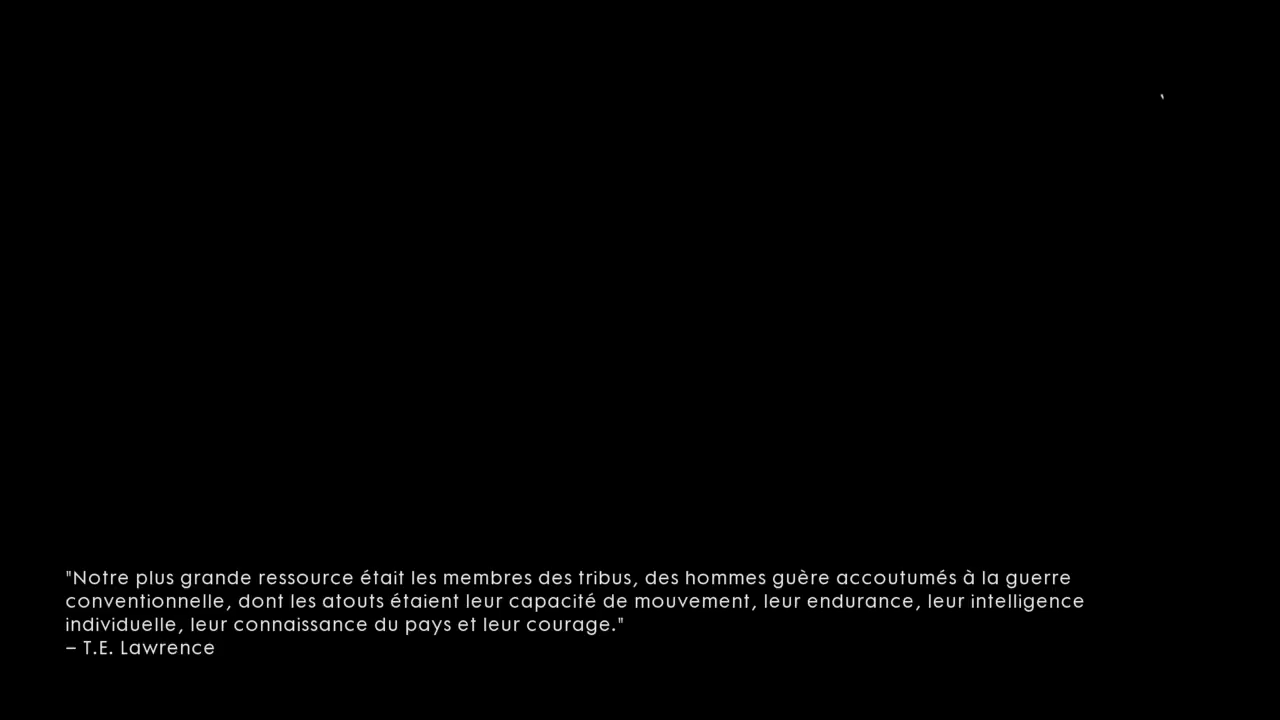 "Notre plus grande ressource était les membres des tribus, des hommes guère accoutumés à la guerre
conventionnelle, dont les atouts étaient leur capacité de mouvement, leur endurance, leur intelligence
individuelle, leur connaissance du pays et leur courage."
– T.E. Lawrence